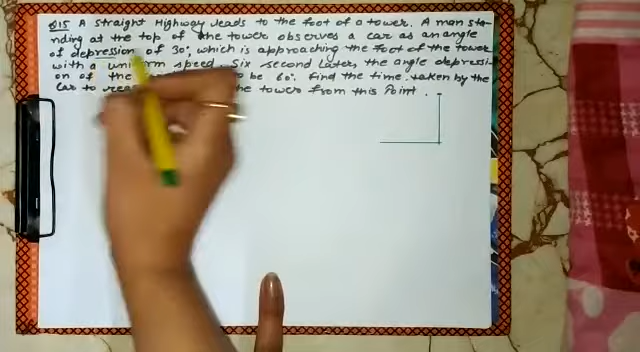 Q15 A straight Highway leads to the foot of a tower. A man sta-
nding at the top of the tower observes a car as an angle
of depression of 30°, which is approaching the foot of the tower
with a uniform speed. Six second later, the angle depressi-
on of the to be 60°. Find the time taken by the
Car to the tower from this Point.